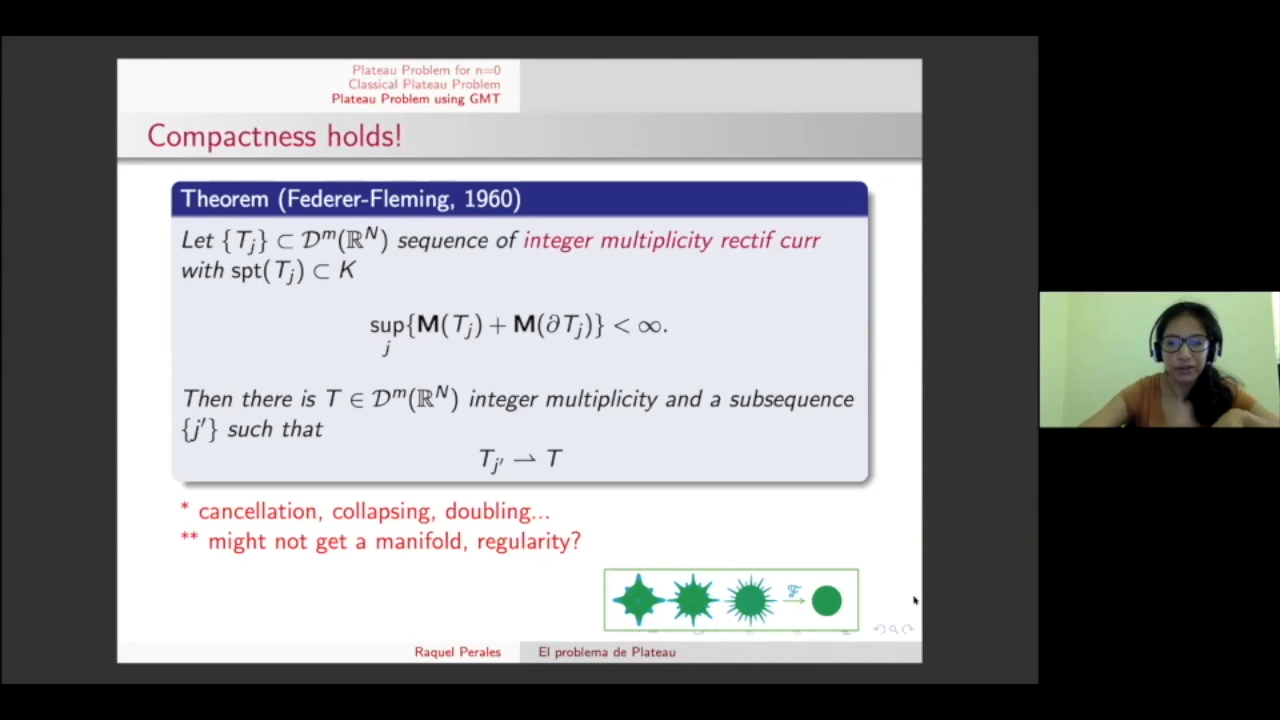 Plateau Problem for n=0
Classical Plateau Problem
Plateau Problem using GMT
Compactness holds!
Theorem (Federer-Fleming, 1960)
Let {T_j} ⊂ 𝒟^m(ℝ^N) sequence of integer multiplicity rectif curr
with spt(T_j) ⊂ K
sup_j{M(T_j) + M(∂T_j)} < ∞.
Then there is T ∈ 𝒟^m(ℝ^N) integer multiplicity and a subsequence
{j'} such that
T_{j'} ⇀ T
* cancellation, collapsing, doubling...
** might not get a manifold, regularity?
ℱ
Raquel Perales El problema de Plateau